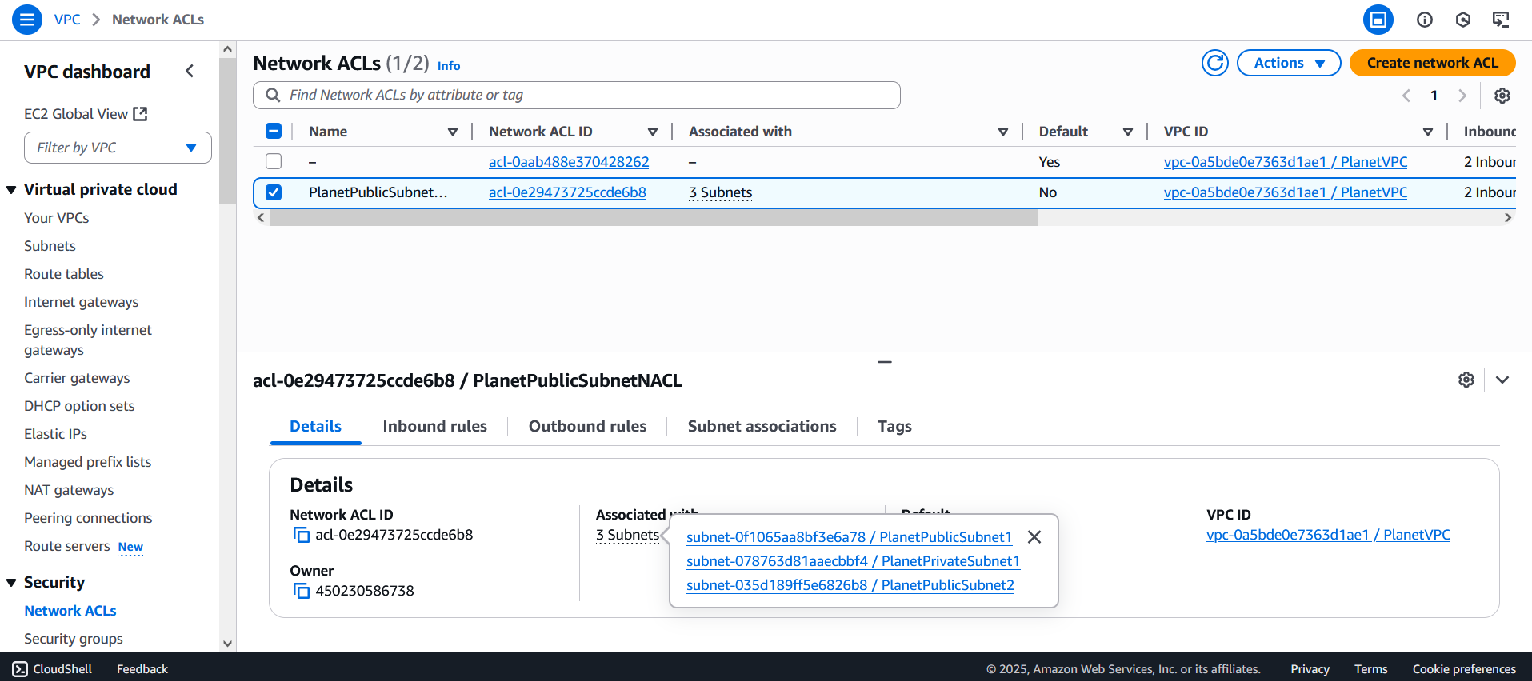 VPC > Network ACLs
VPC dashboard
EC2 Global View
Filter by VPC
Virtual private cloud
Your VPCs
Subnets
Route tables
Internet gateways
Egress-only internet
gateways
Carrier gateways
DHCP option sets
Elastic IPs
Managed prefix lists
NAT gateways
Peering connections
Route servers New
Security
Network ACLs
Security groups
Network ACLs (1/2) Info
Actions
Create network ACL
Find Network ACLs by attribute or tag
1
Name Network ACL ID Associated with Default VPC ID Inbound
– acl-0aab488e370428262 – Yes vpc-0a5bde0e7363d1ae1 / PlanetVPC 2 Inbour
PlanetPublicSubnet... acl-0e29473725ccde6b8 3 Subnets No vpc-0a5bde0e7363d1ae1 / PlanetVPC 2 Inbour
acl-0e29473725ccde6b8 / PlanetPublicSubnetNACL
Details Inbound rules Outbound rules Subnet associations Tags
Details
Network ACL ID
acl-0e29473725ccde6b8
Owner
450230586738
Associated with
3 Subnets
subnet-0f1065aa8bf3e6a78 / PlanetPublicSubnet1
subnet-078763d81aaecbbf4 / PlanetPrivateSubnet1
subnet-035d189ff5e6826b8 / PlanetPublicSubnet2
Default
VPC ID
vpc-0a5bde0e7363d1ae1 / PlanetVPC
CloudShell Feedback © 2025, Amazon Web Services, Inc. or its affiliates. Privacy Terms Cookie preferences